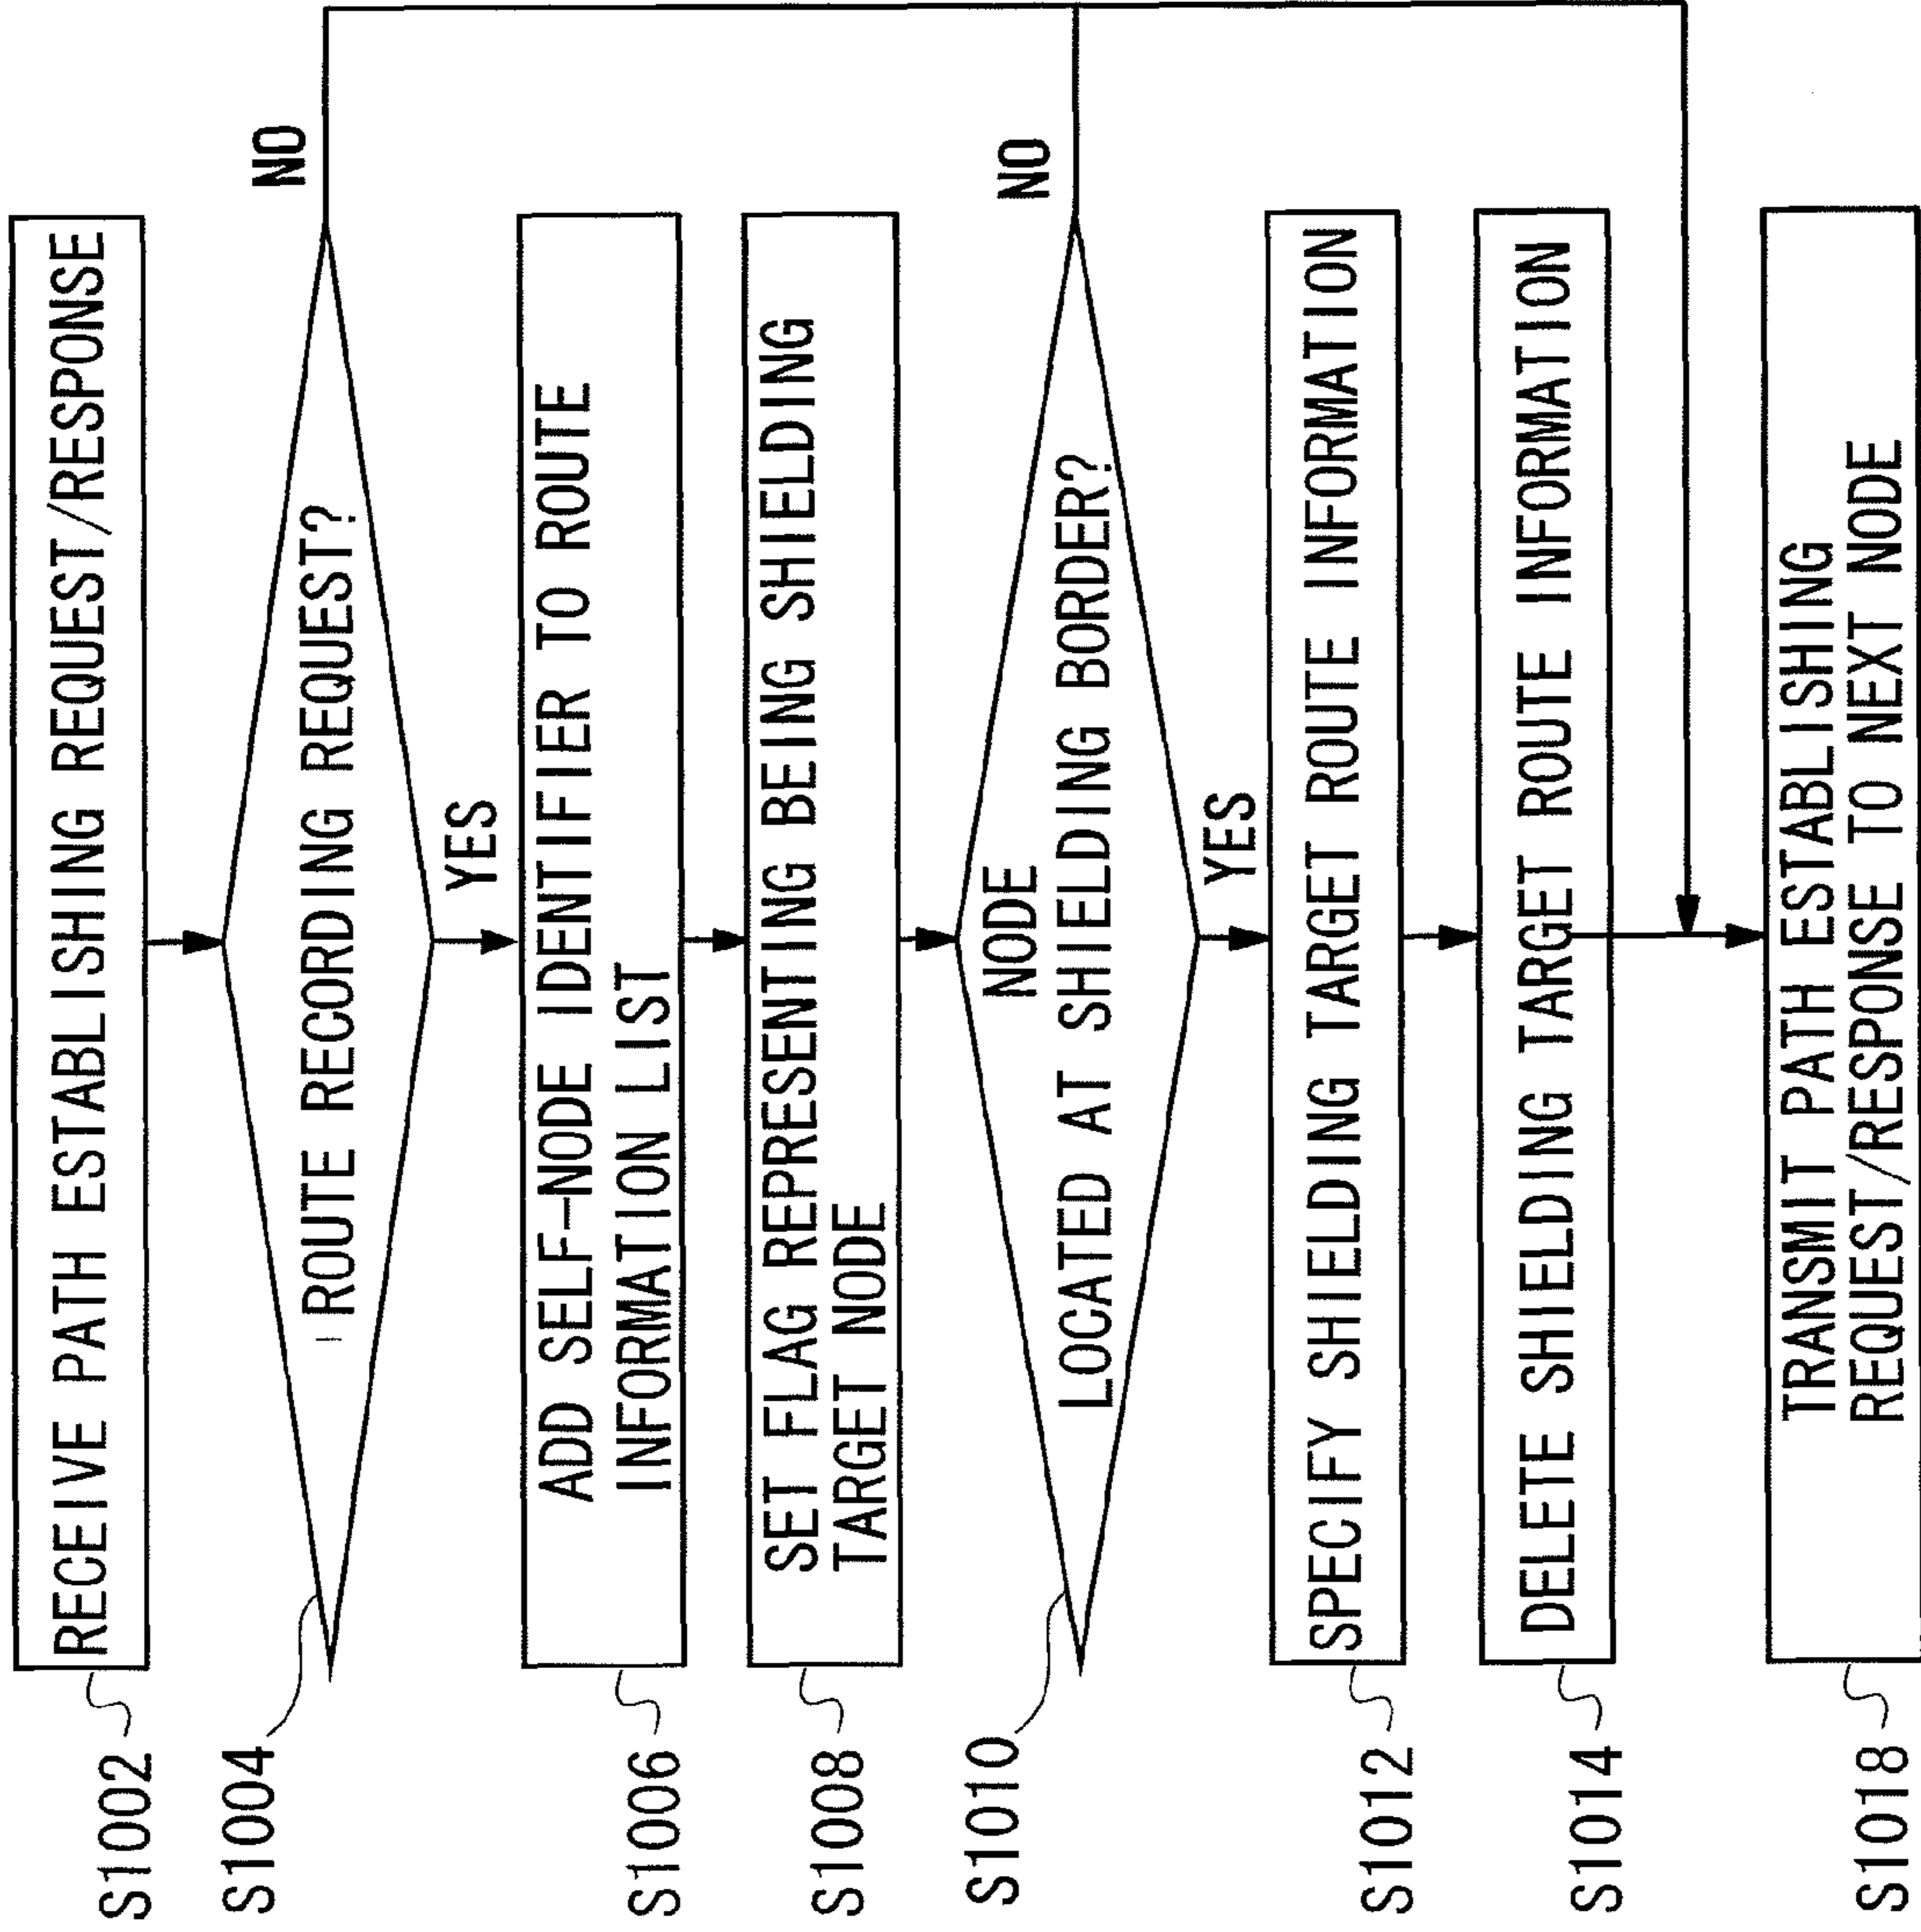 S1002
RECEIVE PATH ESTABLISHING REQUEST/RESPONSE
S1004
ROUTE RECORDING REQUEST?
NO
YES
S1006
ADD SELF-NODE IDENTIFIER TO ROUTE
INFORMATION LIST
S1008
SET FLAG REPRESENTING BEING SHIELDING
TARGET NODE
S1010
NODE
LOCATED AT SHIELDING BORDER?
NO
YES
S1012
SPECIFY SHIELDING TARGET ROUTE INFORMATION
S1014
DELETE SHIELDING TARGET ROUTE INFORMATION
S1018
TRANSMIT PATH ESTABLISHING
REQUEST/RESPONSE TO NEXT NODE